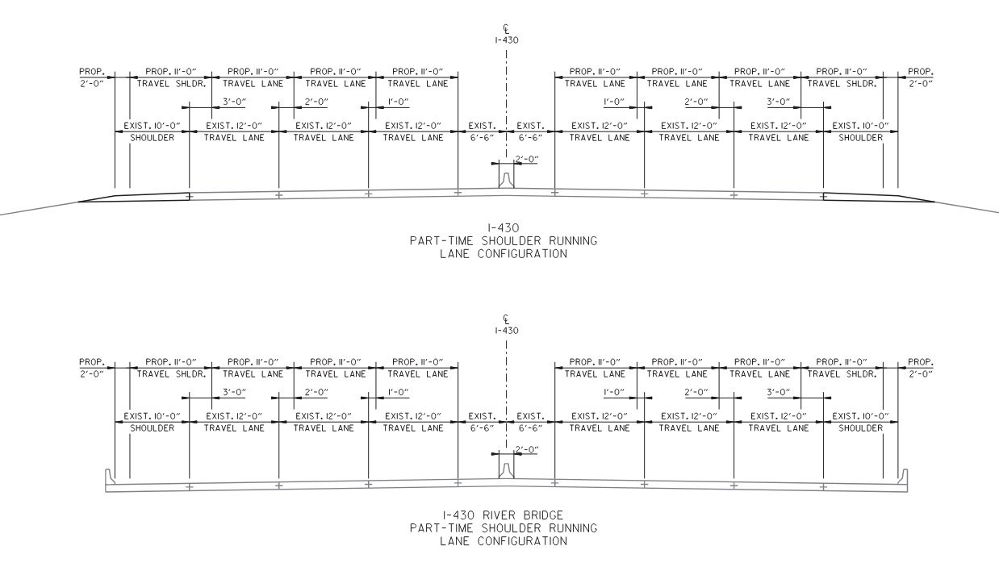 ℄
I-430
PROP. PROP. 11'-0" PROP. 11'-0" PROP. 11'-0" PROP. 11'-0" PROP. 11'-0" PROP. 11'-0" PROP. 11'-0" PROP. 11'-0" PROP.
2'-0" TRAVEL SHLDR. TRAVEL LANE TRAVEL LANE TRAVEL LANE TRAVEL LANE TRAVEL LANE TRAVEL LANE TRAVEL SHLDR. 2'-0"
3'-0" 2'-0" 1'-0" 1'-0" 2'-0" 3'-0"
EXIST. 10'-0" EXIST. 12'-0" EXIST. 12'-0" EXIST. 12'-0" EXIST. EXIST. EXIST. 12'-0" EXIST. 12'-0" EXIST. 12'-0" EXIST. 10'-0"
SHOULDER TRAVEL LANE TRAVEL LANE TRAVEL LANE 6'-6" 6'-6" TRAVEL LANE TRAVEL LANE TRAVEL LANE SHOULDER
2'-0"
I-430
PART-TIME SHOULDER RUNNING
LANE CONFIGURATION
℄
I-430
PROP. PROP. 11'-0" PROP. 11'-0" PROP. 11'-0" PROP. 11'-0" PROP. 11'-0" PROP. 11'-0" PROP. 11'-0" PROP. 11'-0" PROP.
2'-0" TRAVEL SHLDR. TRAVEL LANE TRAVEL LANE TRAVEL LANE TRAVEL LANE TRAVEL LANE TRAVEL LANE TRAVEL SHLDR. 2'-0"
3'-0" 2'-0" 1'-0" 1'-0" 2'-0" 3'-0"
EXIST. 10'-0" EXIST. 12'-0" EXIST. 12'-0" EXIST. 12'-0" EXIST. EXIST. EXIST. 12'-0" EXIST. 12'-0" EXIST. 12'-0" EXIST. 10'-0"
SHOULDER TRAVEL LANE TRAVEL LANE TRAVEL LANE 6'-6" 6'-6" TRAVEL LANE TRAVEL LANE TRAVEL LANE SHOULDER
2'-0"
I-430 RIVER BRIDGE
PART-TIME SHOULDER RUNNING
LANE CONFIGURATION